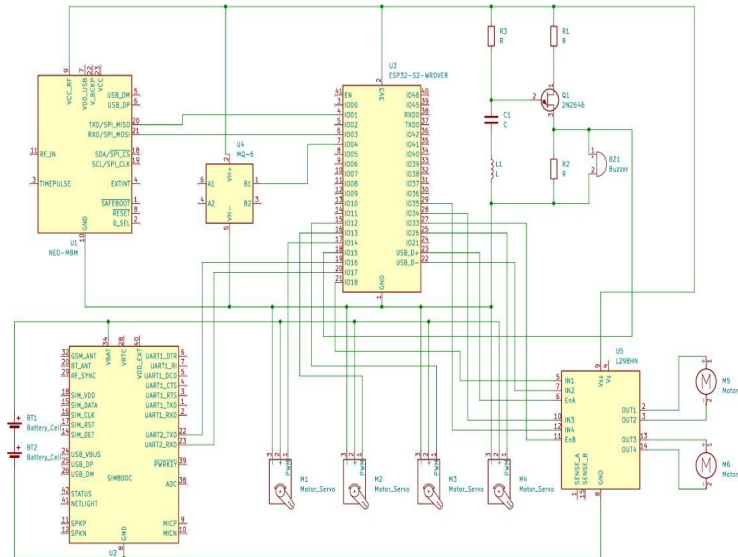 U3
ESP32-S2-WROVER
R3
R
R1
R
Q1
2N2646
C1
C
L1
L
R2
R
BZ1
Buzzer
VCC_RF
VDD_USB
V_BCKP
VCC
USB_DM
USB_DP
TXD/SPI_MISO
RXD/SPI_MOSI
RF_IN
SDA/SPI_CS
SCL/SPI_CLK
TIMEPULSE
EXTINT
SAFEBOOT
RESET
D_SEL
GND
U1
NEO-M8M
U4
MQ-6
VH+
A1
B1
A2
B2
VH-
3V3
EN
IO0
IO1
IO2
IO3
IO4
IO5
IO6
IO7
IO8
IO9
IO10
IO11
IO12
IO13
IO14
IO15
IO16
IO17
IO18
IO46
IO45
RXD0
TXD0
IO42
IO41
IO40
IO39
IO38
IO37
IO36
IO35
IO34
IO33
IO26
IO21
USB_D+
USB_D-
GND
VBAT
VRTC
VDD_EXT
GSM_ANT
BT_ANT
RF_SYNC
SIM_VDD
SIM_DATA
SIM_CLK
SIM_RST
SIM_DET
USB_VBUS
USB_DP
USB_DM
STATUS
NETLIGHT
SPKP
SPKN
UART1_DTR
UART1_RI
UART1_DCD
UART1_CTS
UART1_RTS
UART1_TXD
UART1_RXD
UART2_TXD
UART2_RXD
PWRKEY
ADC
MICP
MICN
SIM800C
GND
U2
BT1
Battery_Cell
BT2
Battery_Cell
PWM
M1
Motor_Servo
PWM
M2
Motor_Servo
PWM
M3
Motor_Servo
PWM
M4
Motor_Servo
U5
L298HN
Vss
Vs
IN1
IN2
EnA
IN3
IN4
EnB
OUT1
OUT2
OUT3
OUT4
SENSE_A
SENSE_B
GND
M
M5
Motor
M
M6
Motor